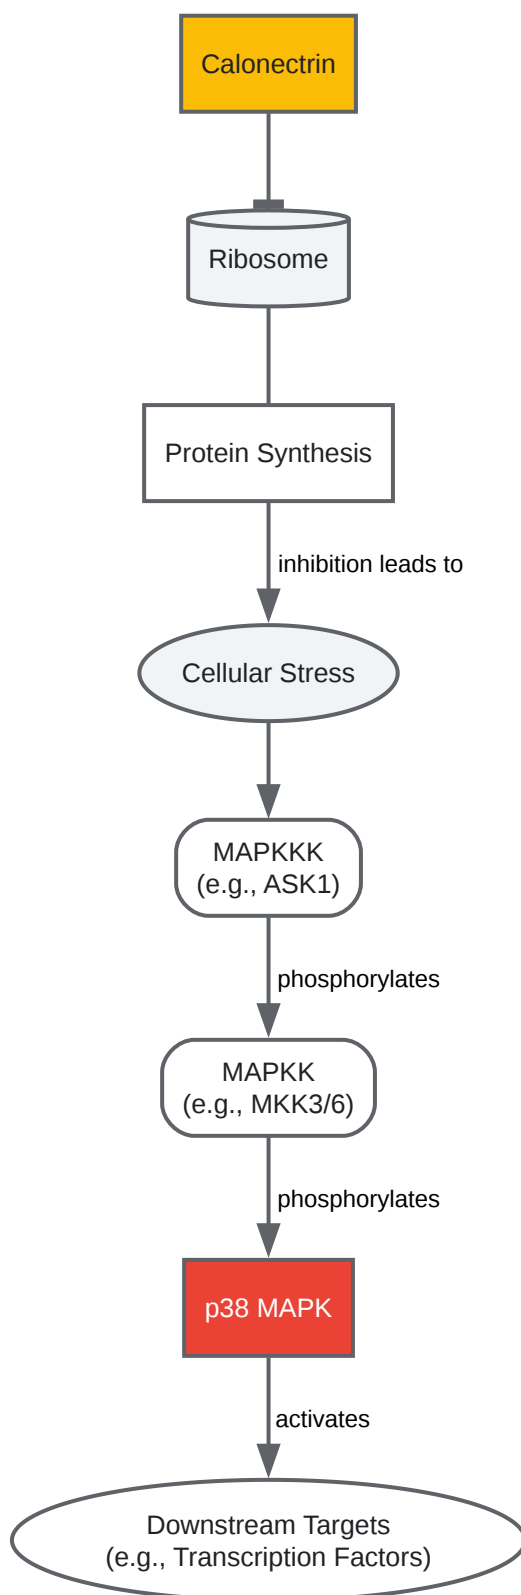 Calonectrin
Ribosome
Protein Synthesis
inhibition leads to
Cellular Stress
MAPKKK
(e.g., ASK1)
phosphorylates
MAPKK
(e.g., MKK3/6)
phosphorylates
p38 MAPK
activates
Downstream Targets
(e.g., Transcription Factors)